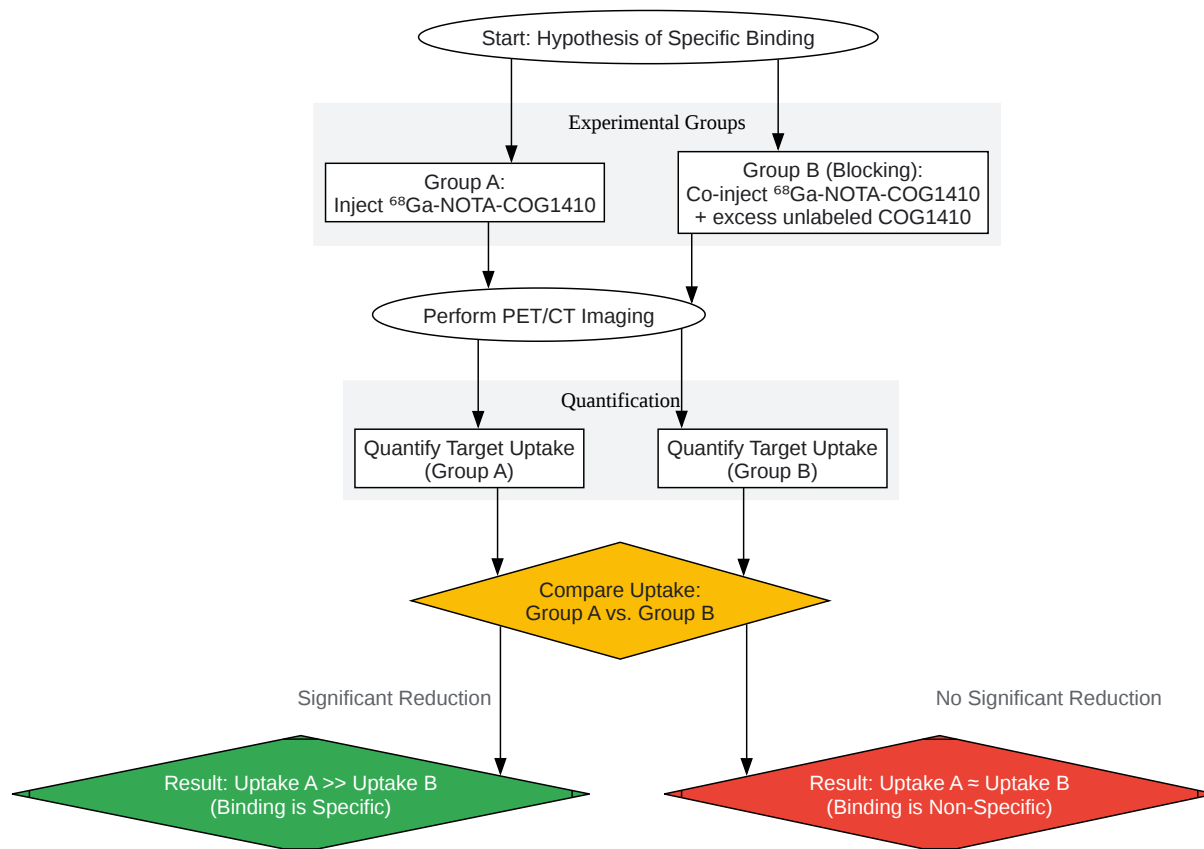 Start: Hypothesis of Specific Binding
Experimental Groups
Group A:
Inject ⁶⁸Ga-NOTA-COG1410
Group B (Blocking):
Co-inject ⁶⁸Ga-NOTA-COG1410
+ excess unlabeled COG1410
Perform PET/CT Imaging
Quantification
Quantify Target Uptake
(Group A)
Quantify Target Uptake
(Group B)
Compare Uptake:
Group A vs. Group B
Significant Reduction
No Significant Reduction
Result: Uptake A >> Uptake B
(Binding is Specific)
Result: Uptake A ≈ Uptake B
(Binding is Non-Specific)